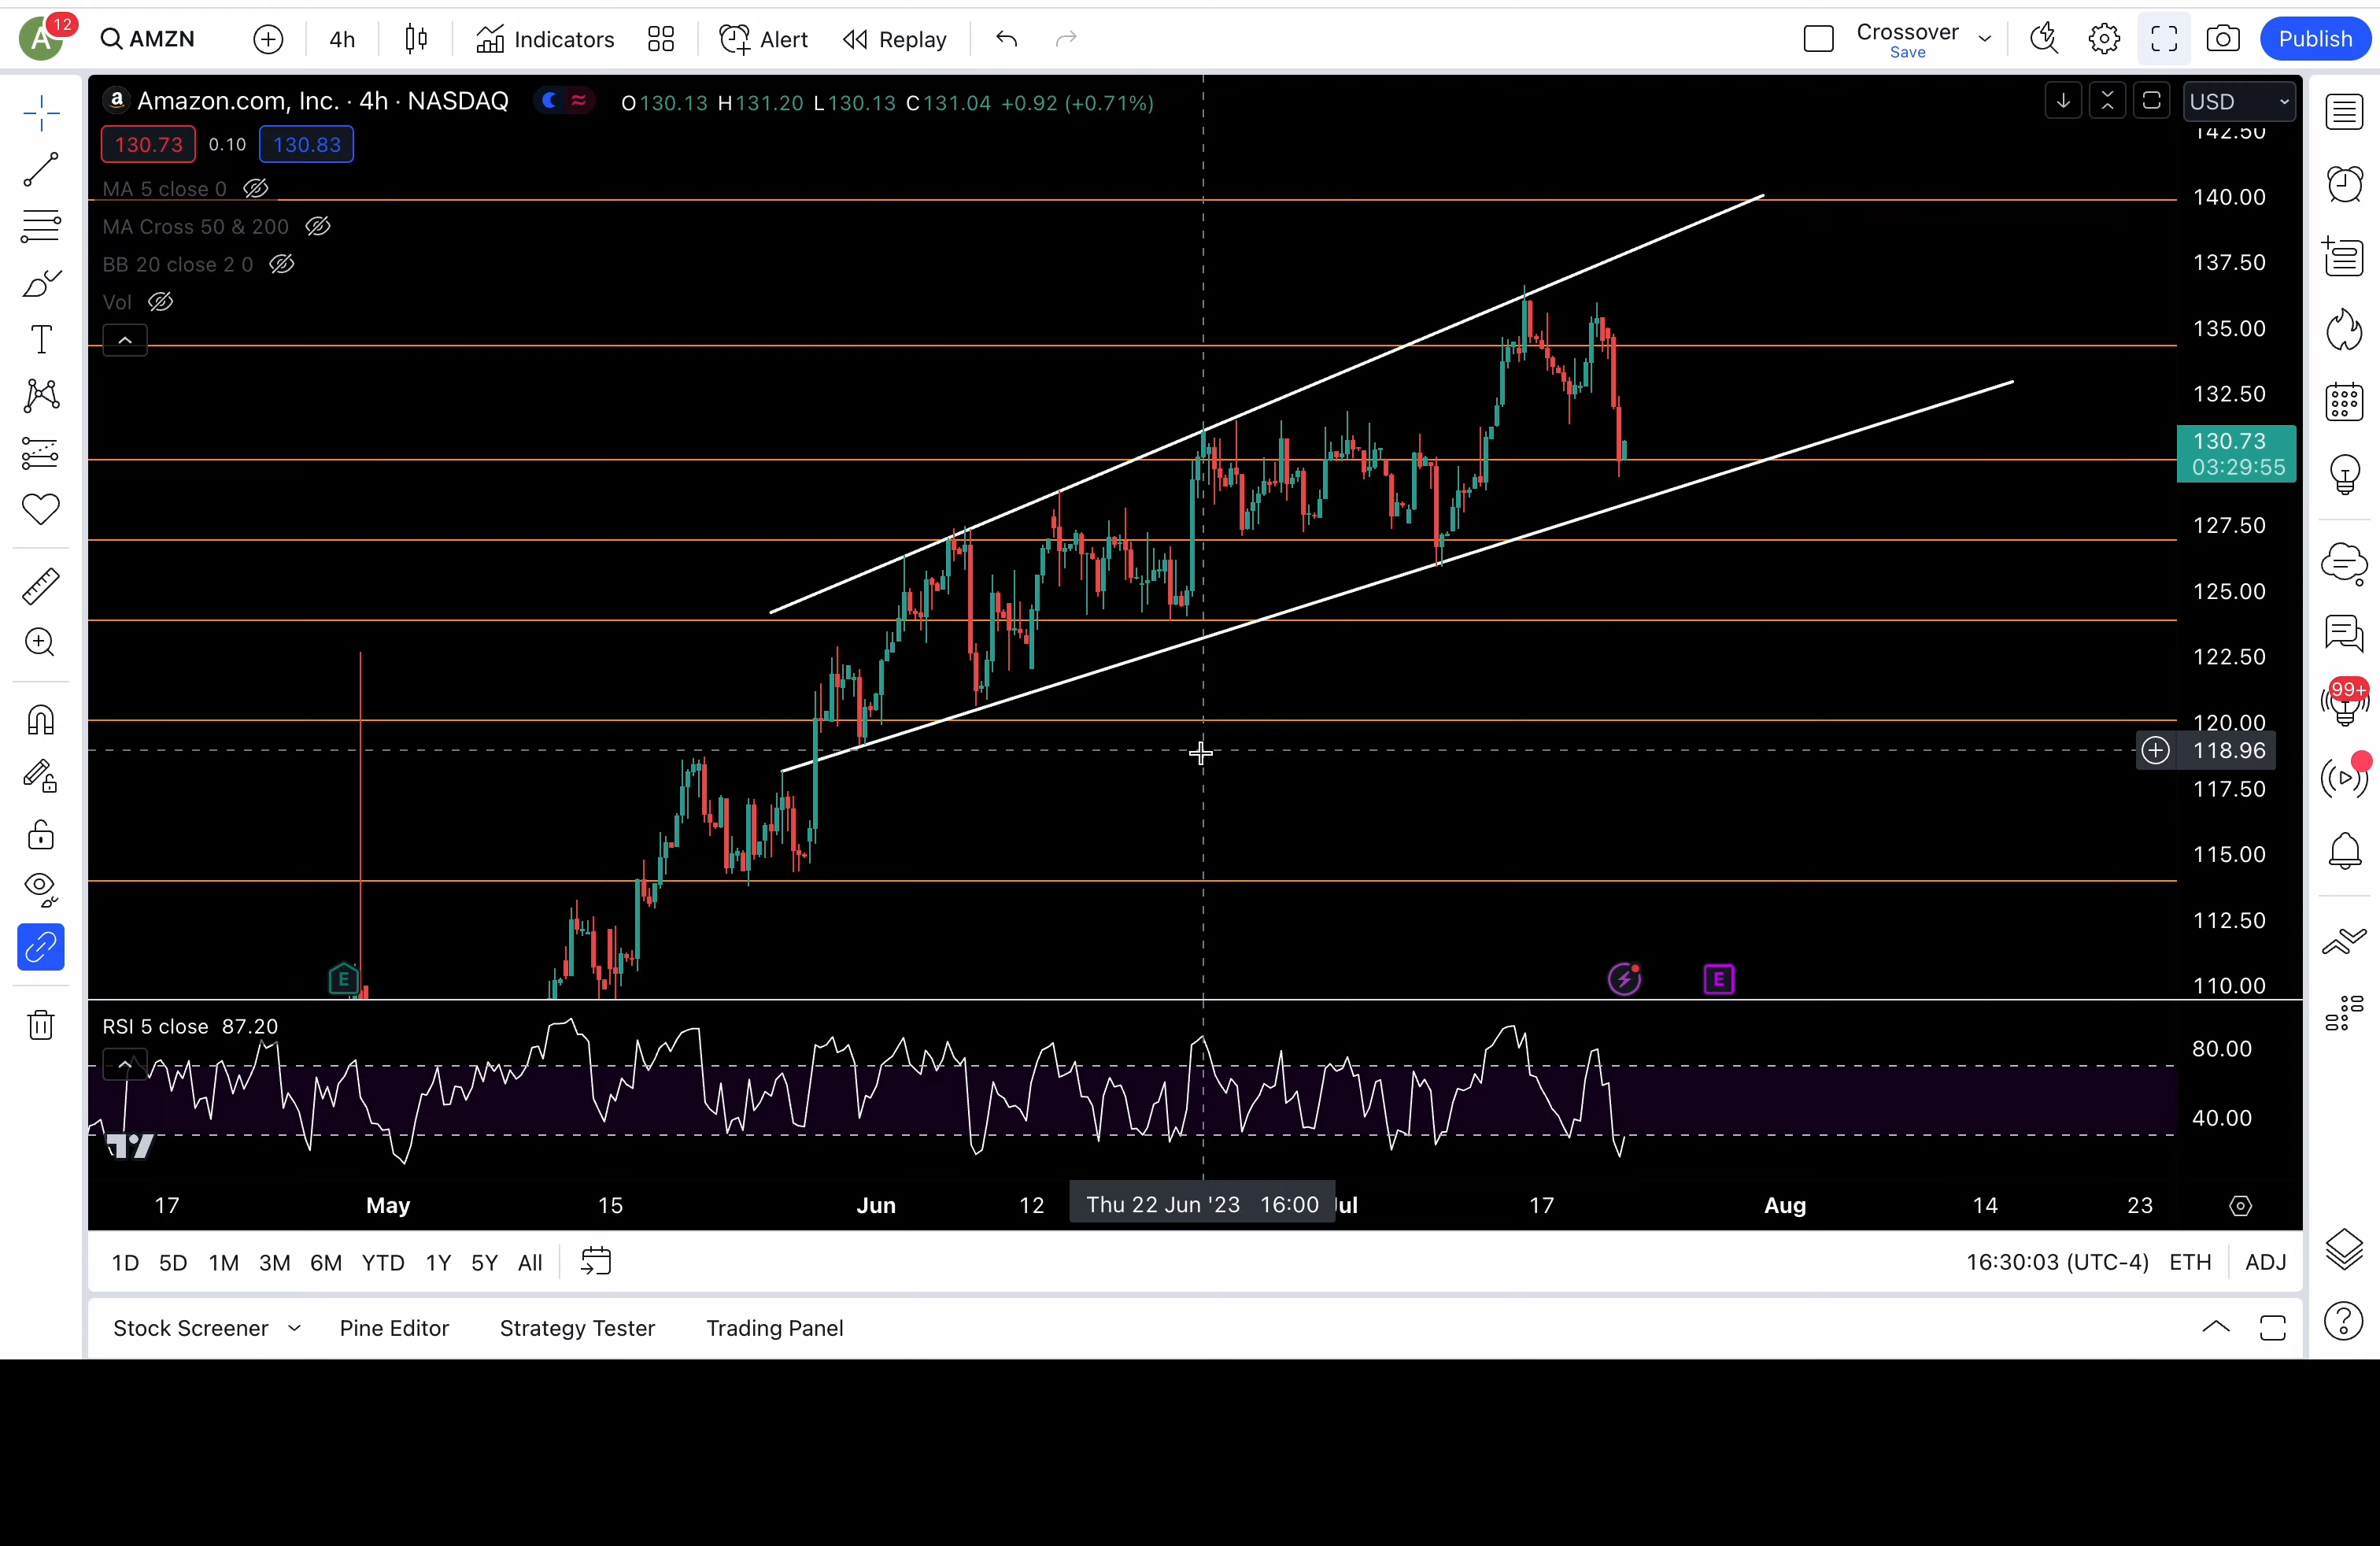 A 12 AMZN 4h Indicators Alert Replay Crossover Save Publish
a Amazon.com, Inc. · 4h · NASDAQ O130.13 H131.20 L130.13 C131.04 +0.92 (+0.71%) USD
130.73 0.10 130.83
MA 5 close 0
MA Cross 50 & 200
BB 20 close 2 0
Vol
142.50
140.00
137.50
135.00
132.50
130.73
03:29:55
127.50
125.00
122.50
120.00
118.96
117.50
115.00
112.50
110.00
E E
99+
RSI 5 close 87.20
80.00
40.00
17 May 15 Jun 12 Thu 22 Jun '23 16:00 Jul 17 Aug 14 23
1D 5D 1M 3M 6M YTD 1Y 5Y All 16:30:03 (UTC-4) ETH ADJ
Stock Screener Pine Editor Strategy Tester Trading Panel